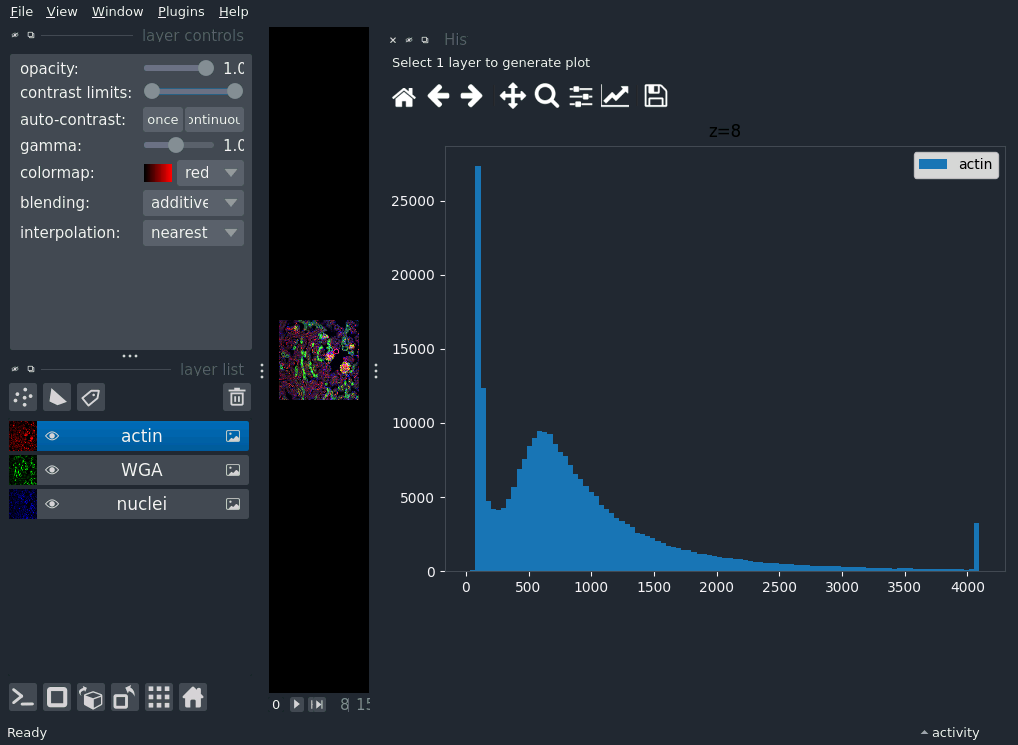 File View Window Plugins Help
layer controls
opacity: 1.0
contrast limits:
auto-contrast: once ontinuou
gamma: 1.0
colormap: red
blending: additive
interpolation: nearest
layer list
actin
WGA
nuclei
0 8 15
Ready
His
Select 1 layer to generate plot
z=8
actin
25000
20000
15000
10000
5000
0
0 500 1000 1500 2000 2500 3000 3500 4000
activity